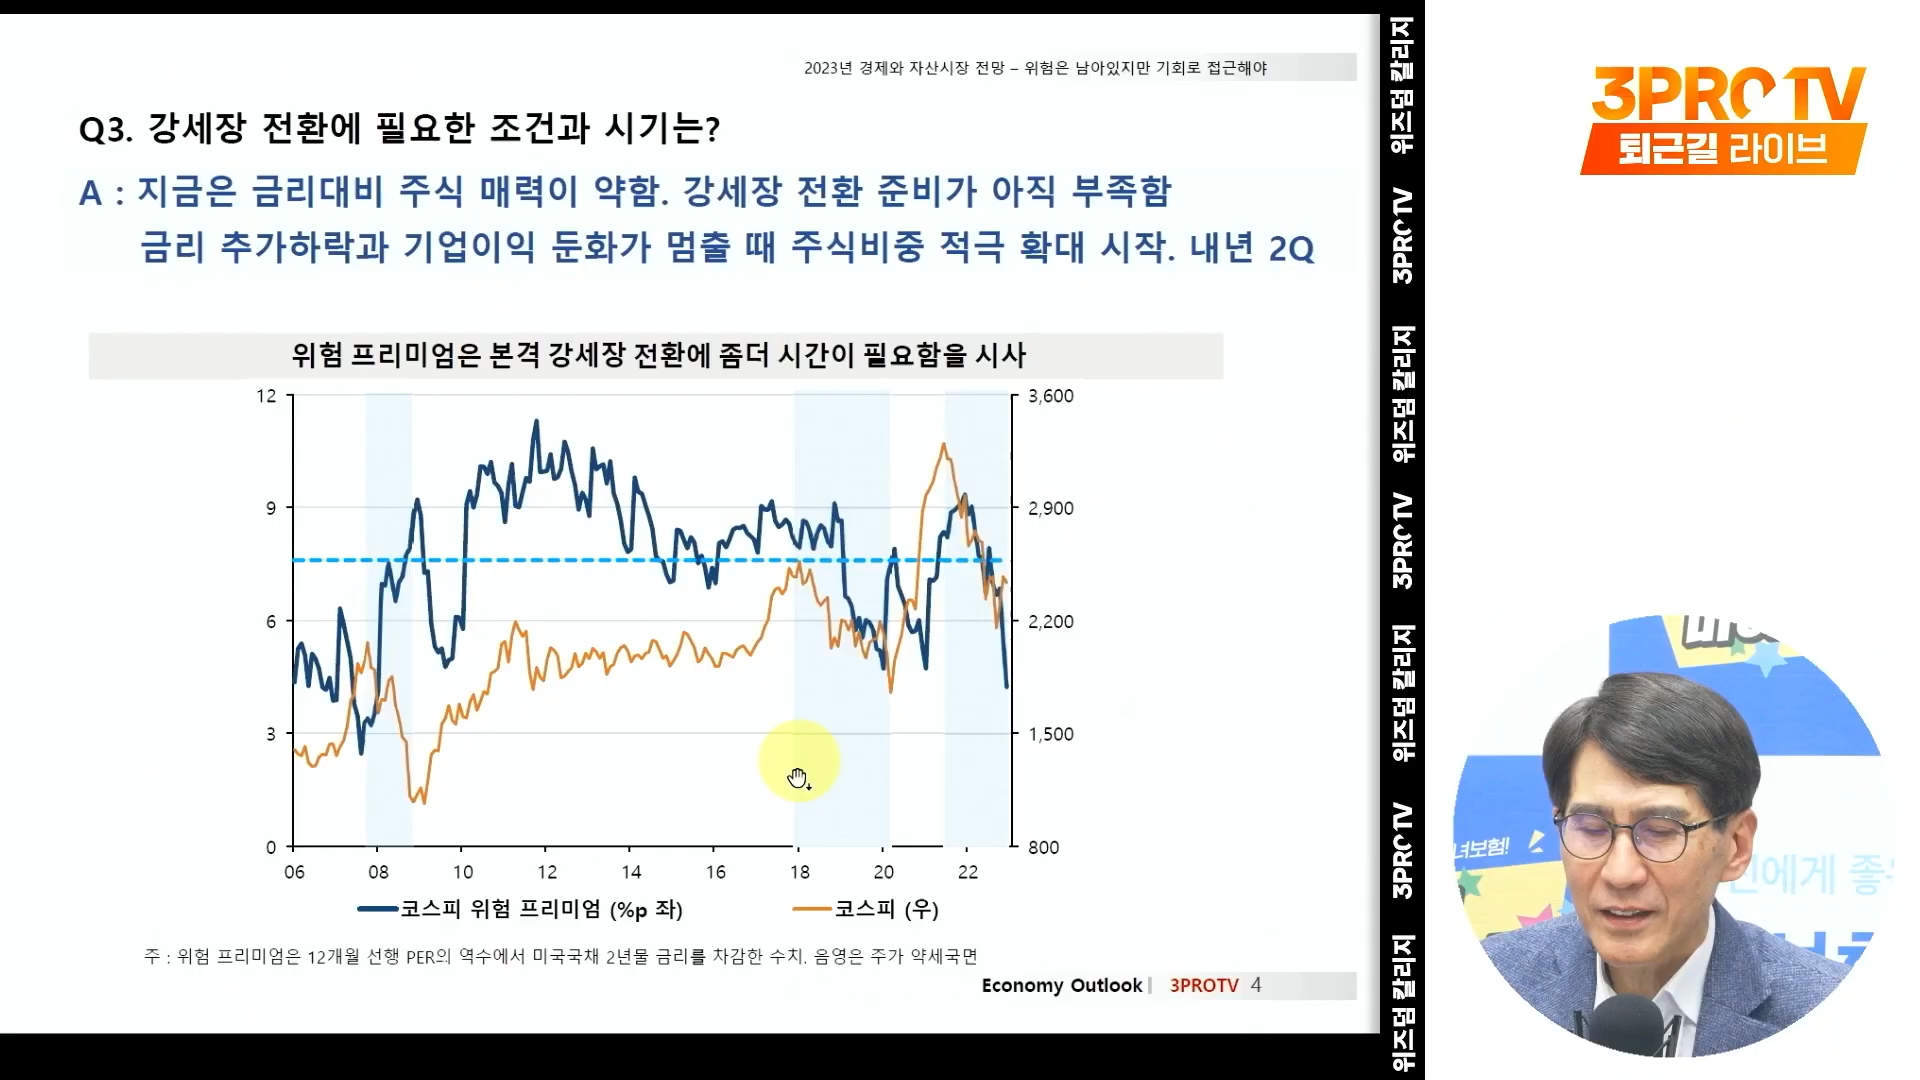 2023년 경제와 자산시장 전망 – 위험은 남아있지만 기회로 접근해야
Q3. 강세장 전환에 필요한 조건과 시기는?
A : 지금은 금리대비 주식 매력이 약함. 강세장 전환 준비가 아직 부족함
금리 추가하락과 기업이익 둔화가 멈출 때 주식비중 적극 확대 시작. 내년 2Q
위험 프리미엄은 본격 강세장 전환에 좀더 시간이 필요함을 시사
12
9
6
3
0
3,600
2,900
2,200
1,500
800
06 08 10 12 14 16 18 20 22
코스피 위험 프리미엄 (%p 좌)
코스피 (우)
주 : 위험 프리미엄은 12개월 선행 PER의 역수에서 미국국채 2년물 금리를 차감한 수치. 음영은 주가 약세국면
Economy Outlook | 3PROTV 4
위즈덤 칼리지
3PROTV
위즈덤 칼리지
3PROTV
위즈덤 칼리지
3PROTV
위즈덤 칼리지
3PROTV
퇴근길 라이브
녀보험!
인에게 좋